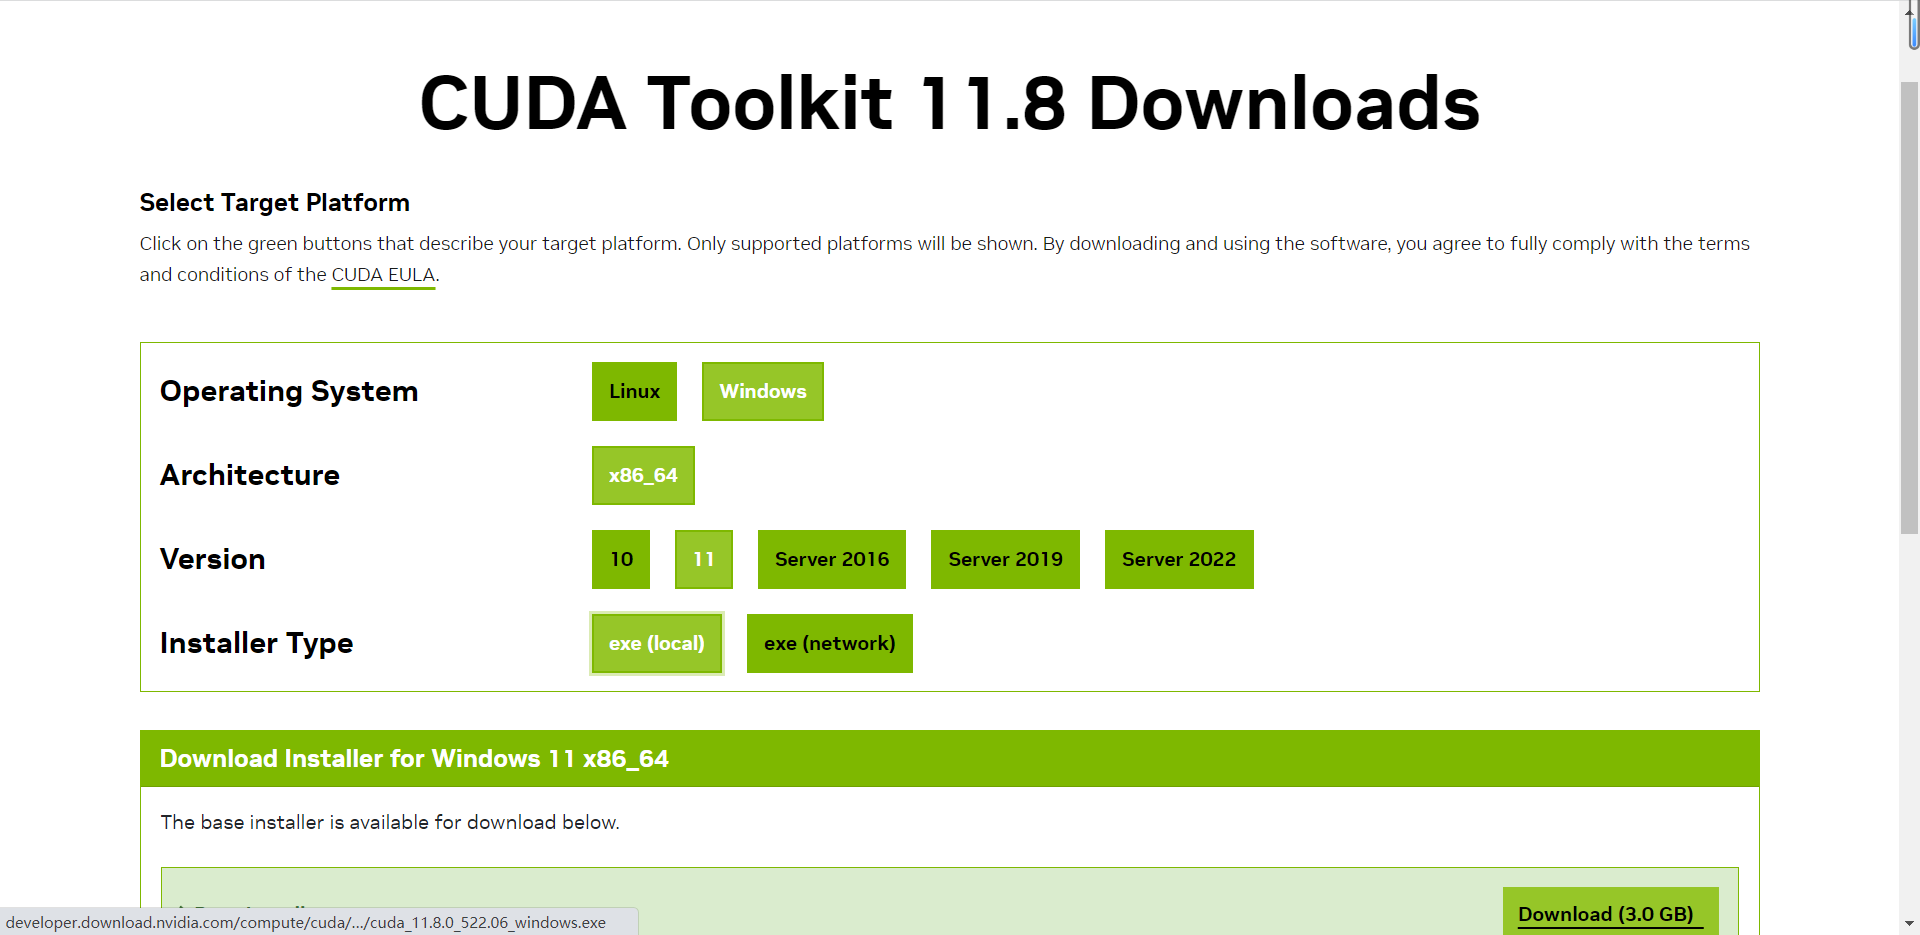 CUDA Toolkit 11.8 Downloads
Select Target Platform
Click on the green buttons that describe your target platform. Only supported platforms will be shown. By downloading and using the software, you agree to fully comply with the terms
and conditions of the CUDA EULA.
Operating System
Linux
Windows
Architecture
x86_64
Version
10
11
Server 2016
Server 2019
Server 2022
Installer Type
exe (local)
exe (network)
Download Installer for Windows 11 x86_64
The base installer is available for download below.
Download (3.0 GB)
developer.download.nvidia.com/compute/cuda/.../cuda_11.8.0_522.06_windows.exe